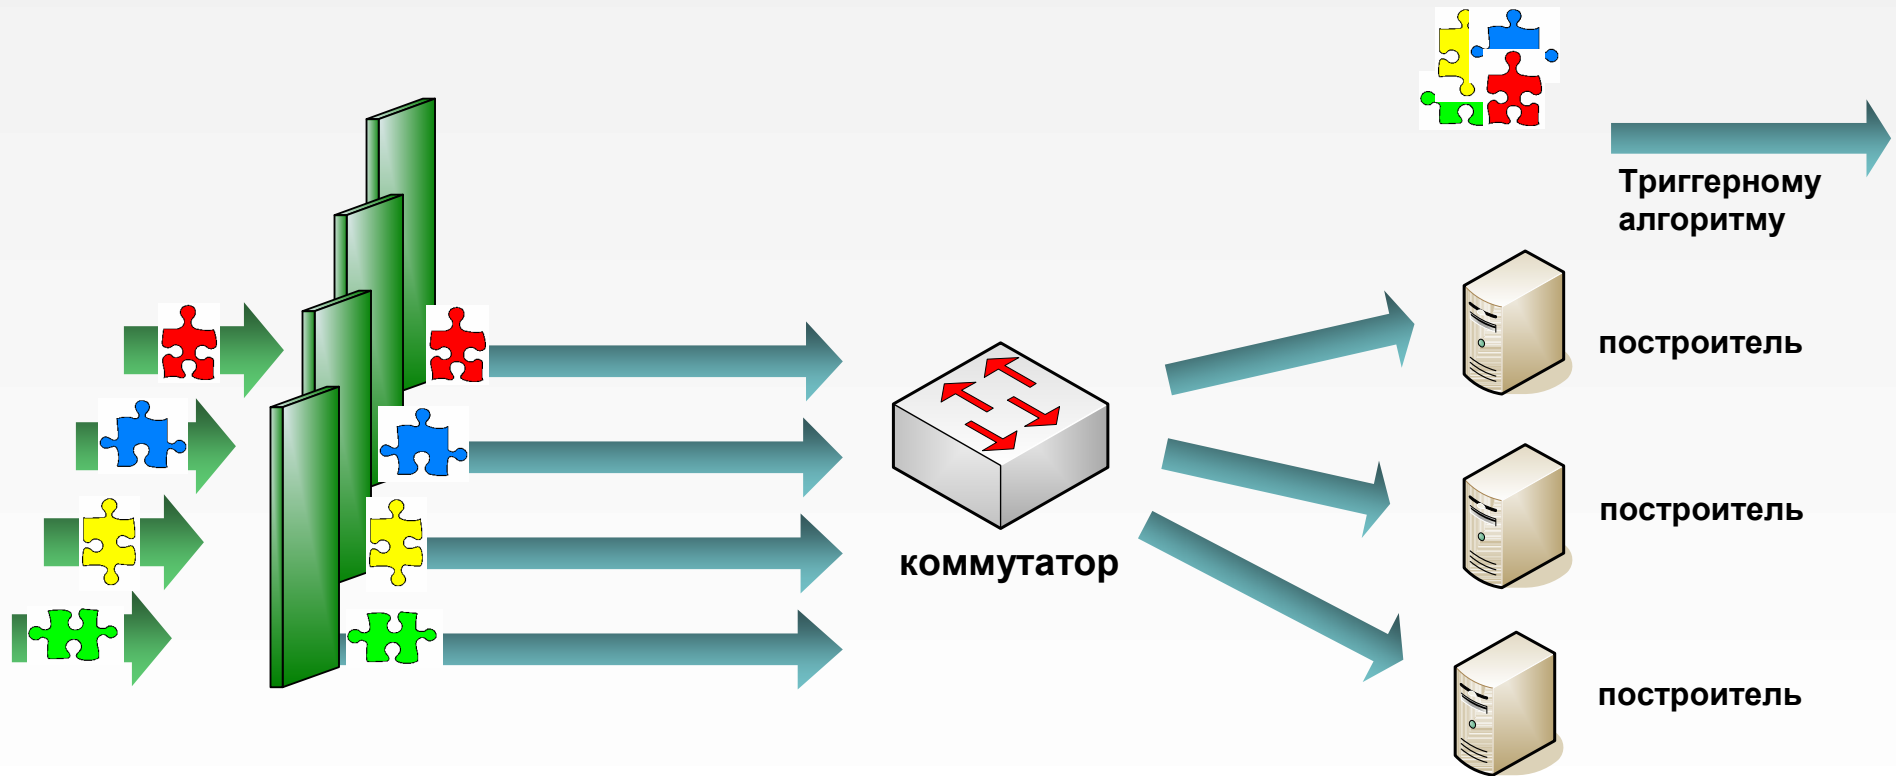 Триггерному
алгоритму
построитель
построитель
коммутатор
построитель